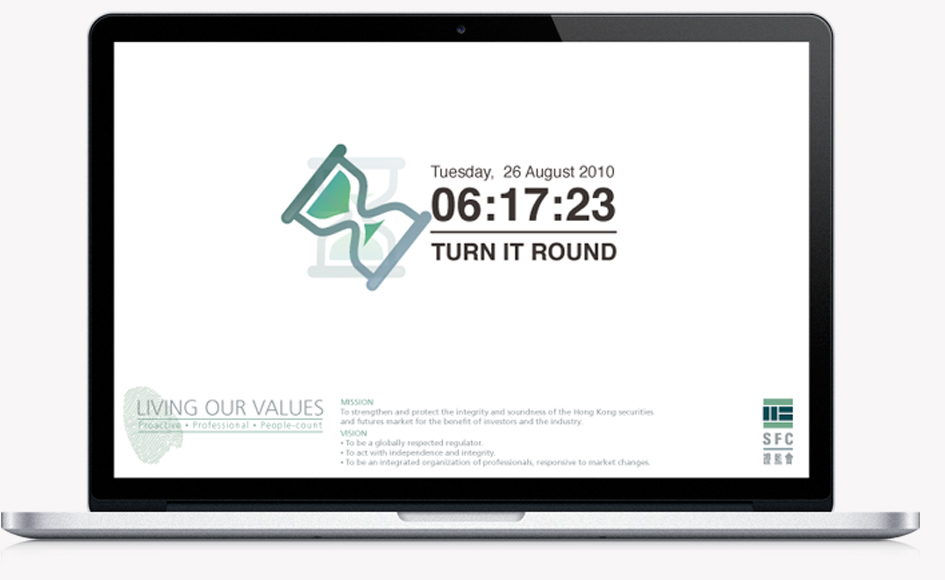 Tuesday, 26 August 2010
06:17:23
TURN IT ROUND
LIVING OUR VALUES
Proactive • Professional • People-count
MISSION
To strengthen and protect the integrity and soundness of the Hong Kong securities
and futures market for the benefit of investors and the industry.
VISION
• To be a globally respected regulator.
• To act with independence and integrity.
• To be an integrated organization of professionals, responsive to market changes.
SFC
證監會